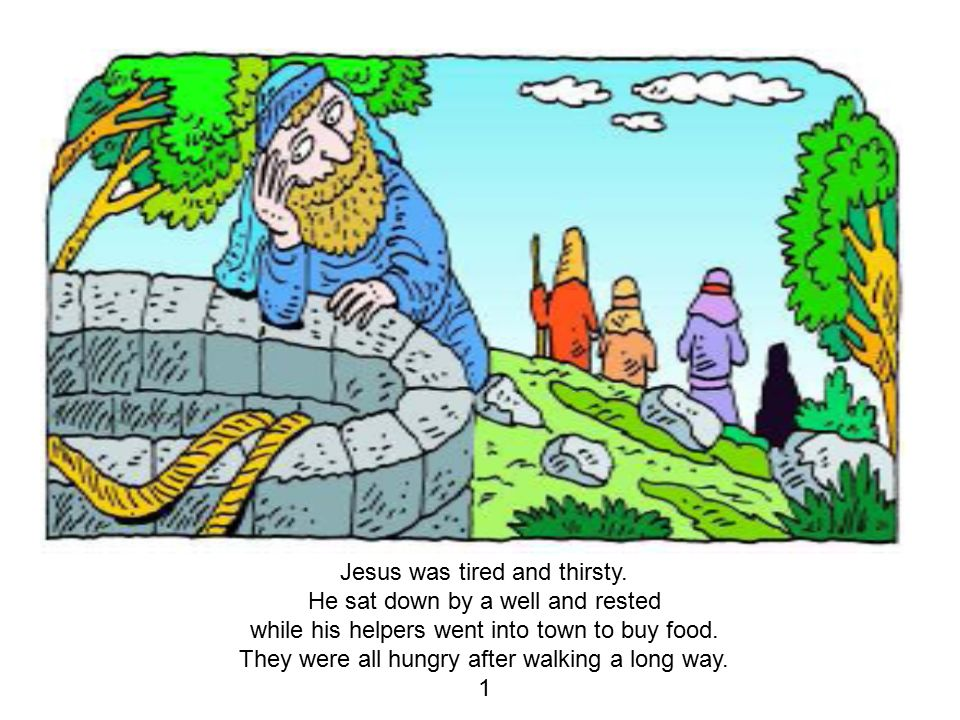 Jesus was tired and thirsty.
He sat down by a well and rested
while his helpers went into town to buy food.
They were all hungry after walking a long way.
1